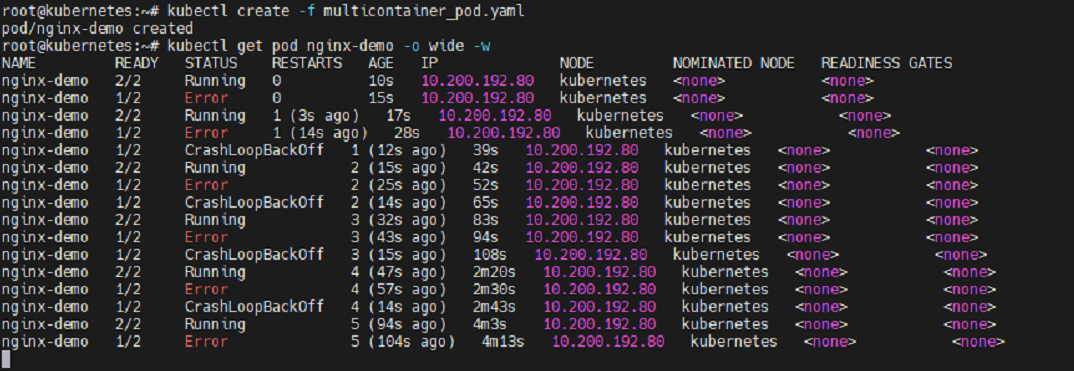 root@kubernetes:~# kubectl create -f multicontainer_pod.yaml
pod/nginx-demo created
root@kubernetes:~# kubectl get pod nginx-demo -o wide -w
NAME READY STATUS RESTARTS AGE IP NODE NOMINATED NODE READINESS GATES
nginx-demo 2/2 Running 0 10s 10.200.192.80 kubernetes <none> <none>
nginx-demo 1/2 Error 0 15s 10.200.192.80 kubernetes <none> <none>
nginx-demo 2/2 Running 1 (3s ago) 17s 10.200.192.80 kubernetes <none> <none>
nginx-demo 1/2 Error 1 (14s ago) 28s 10.200.192.80 kubernetes <none> <none>
nginx-demo 1/2 CrashLoopBackOff 1 (12s ago) 39s 10.200.192.80 kubernetes <none> <none>
nginx-demo 2/2 Running 2 (15s ago) 42s 10.200.192.80 kubernetes <none> <none>
nginx-demo 1/2 Error 2 (25s ago) 52s 10.200.192.80 kubernetes <none> <none>
nginx-demo 1/2 CrashLoopBackOff 2 (14s ago) 65s 10.200.192.80 kubernetes <none> <none>
nginx-demo 2/2 Running 3 (32s ago) 83s 10.200.192.80 kubernetes <none> <none>
nginx-demo 1/2 Error 3 (43s ago) 94s 10.200.192.80 kubernetes <none> <none>
nginx-demo 1/2 CrashLoopBackOff 3 (15s ago) 108s 10.200.192.80 kubernetes <none> <none>
nginx-demo 2/2 Running 4 (47s ago) 2m20s 10.200.192.80 kubernetes <none> <none>
nginx-demo 1/2 Error 4 (57s ago) 2m30s 10.200.192.80 kubernetes <none> <none>
nginx-demo 1/2 CrashLoopBackOff 4 (14s ago) 2m43s 10.200.192.80 kubernetes <none> <none>
nginx-demo 2/2 Running 5 (94s ago) 4m3s 10.200.192.80 kubernetes <none> <none>
nginx-demo 1/2 Error 5 (104s ago) 4m13s 10.200.192.80 kubernetes <none> <none>